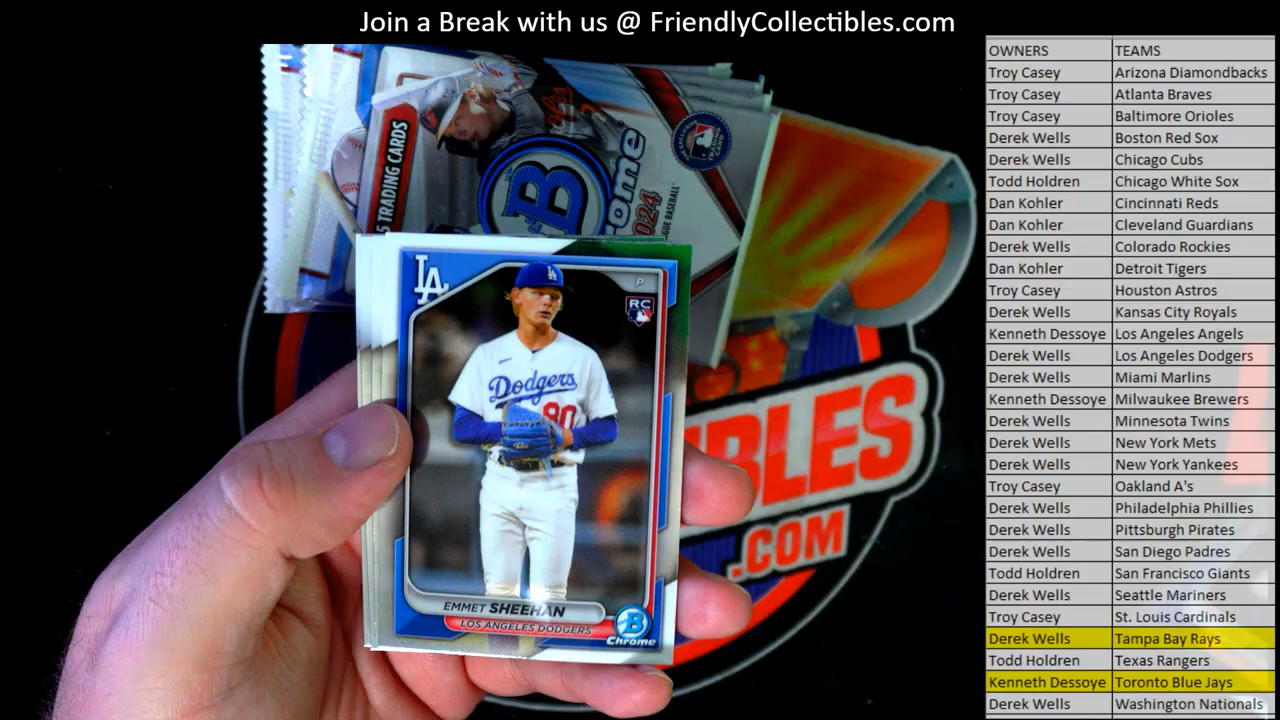 Join a Break with us @ FriendlyCollectibles.com
OWNERS TEAMS
Troy Casey Arizona Diamondbacks
Troy Casey Atlanta Braves
Troy Casey Baltimore Orioles
Derek Wells Boston Red Sox
Derek Wells Chicago Cubs
Todd Holdren Chicago White Sox
Dan Kohler Cincinnati Reds
Dan Kohler Cleveland Guardians
Derek Wells Colorado Rockies
Dan Kohler Detroit Tigers
Troy Casey Houston Astros
Derek Wells Kansas City Royals
Kenneth Dessoye Los Angeles Angels
Derek Wells Los Angeles Dodgers
Derek Wells Miami Marlins
Kenneth Dessoye Milwaukee Brewers
Derek Wells Minnesota Twins
Derek Wells New York Mets
Derek Wells New York Yankees
Troy Casey Oakland A's
Derek Wells Philadelphia Phillies
Derek Wells Pittsburgh Pirates
Derek Wells San Diego Padres
Todd Holdren San Francisco Giants
Derek Wells Seattle Mariners
Troy Casey St. Louis Cardinals
Derek Wells Tampa Bay Rays
Todd Holdren Texas Rangers
Kenneth Dessoye Toronto Blue Jays
Derek Wells Washington Nationals
5 TRADING CARDS
B
ome
024
GUE BASEBALL
LA
P
RC
LA
Dodgers
80
EMMET SHEEHAN
LOS ANGELES DODGERS
B
Chrome
BLES
.COM